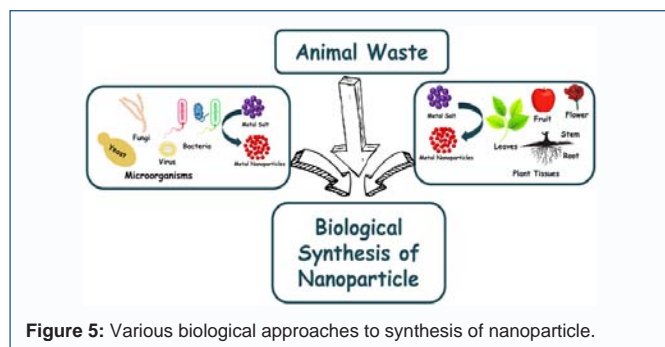 Animal Waste
Fungi
Yeast
Virus
Bacteria
Metal Salt
Metal Nanoparticles
Microorganisms
Metal Salt
Metal Nanoparticles
Leaves
Fruit
Flower
Stem
Root
Plant Tissues
Biological
Synthesis of
Nanoparticle
Figure 5: Various biological approaches to synthesis of nanoparticle.